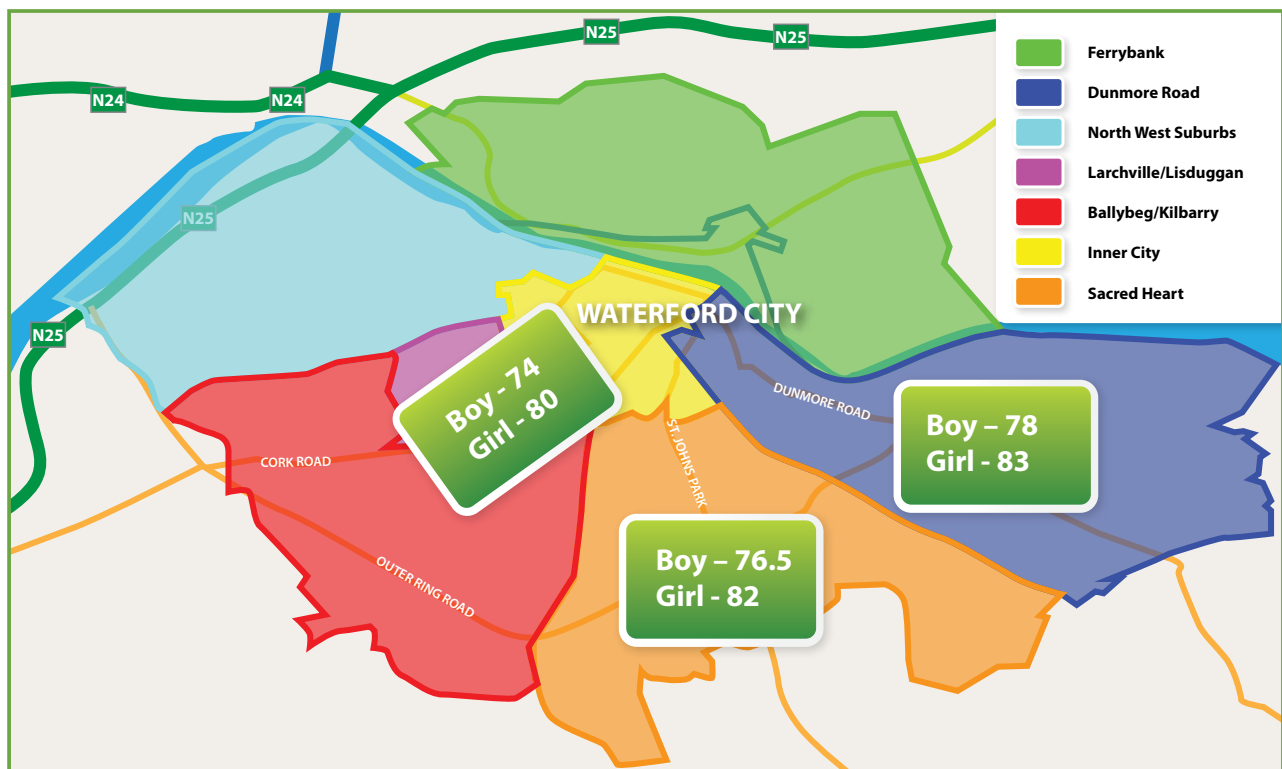 N25
N25
N24
N24
N25
N25
Ferrybank
Dunmore Road
North West Suburbs
Larchville/Lisduggan
Ballybeg/Kilbarry
Inner City
Sacred Heart
WATERFORD CITY
Boy - 74
Girl - 80
DUNMORE ROAD
Boy – 78
Girl - 83
ST JOHNS PARK
CORK ROAD
Boy – 76.5
Girl - 82
OUTER RING ROAD